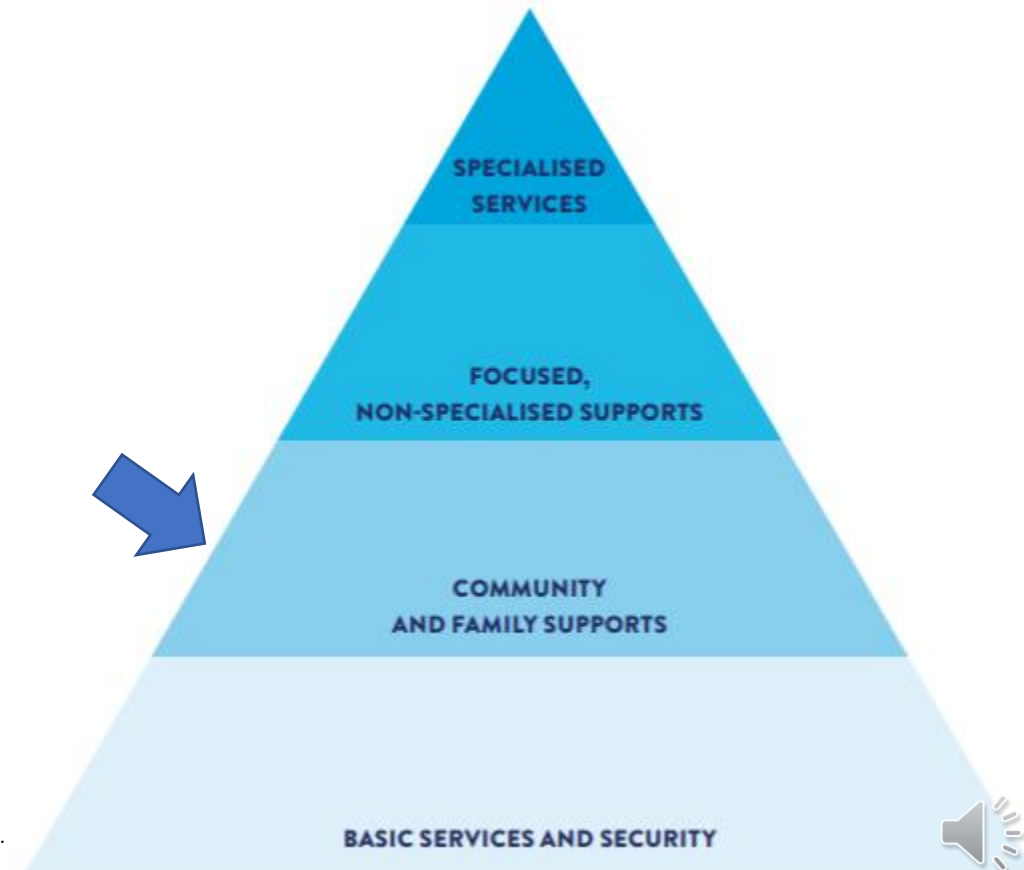 SPECIALISED
SERVICES
FOCUSED,
NON-SPECIALISED SUPPORTS
COMMUNITY
AND FAMILY SUPPORTS
BASIC SERVICES AND SECURITY
.